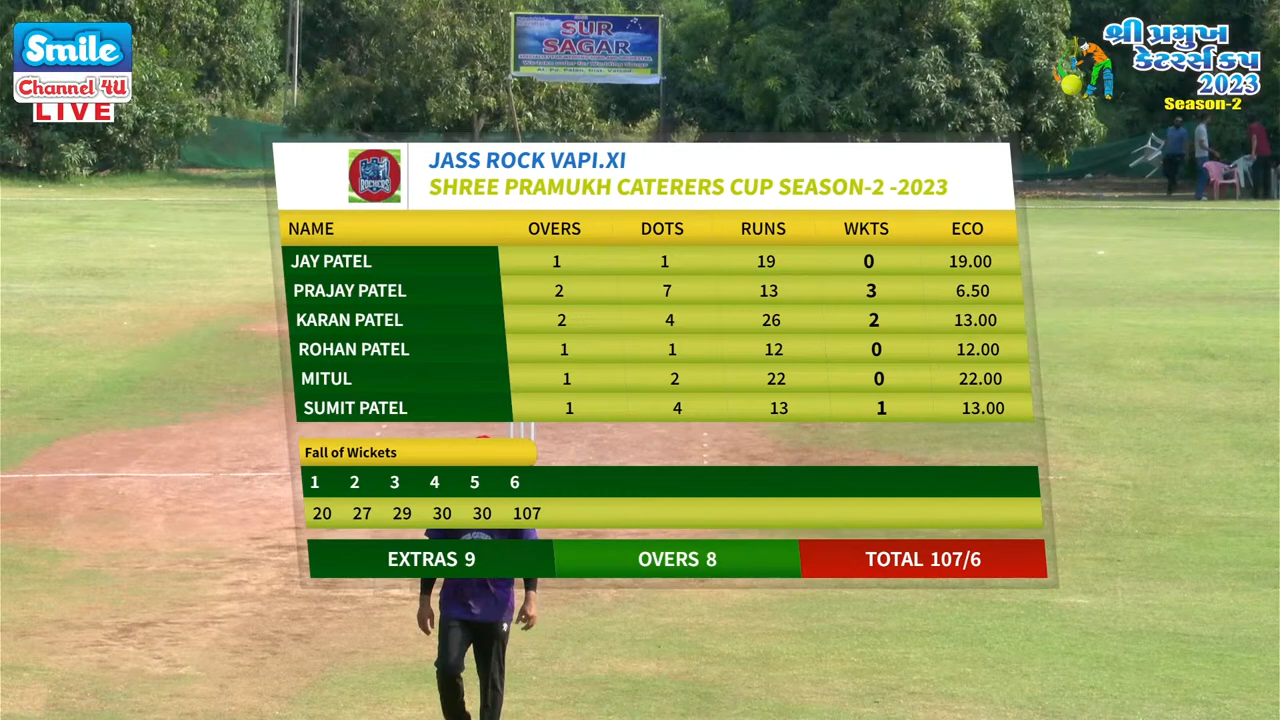 Smile
Channel 4U
LIVE
SUR
SAGAR
શ્રી પ્રમુખ
કેટરર્સ કપ
2023
Season-2
ROCKERS
JASS ROCK VAPI.XI
SHREE PRAMUKH CATERERS CUP SEASON-2 -2023
NAME OVERS DOTS RUNS WKTS ECO
JAY PATEL 1 1 19 0 19.00
PRAJAY PATEL 2 7 13 3 6.50
KARAN PATEL 2 4 26 2 13.00
ROHAN PATEL 1 1 12 0 12.00
MITUL 1 2 22 0 22.00
SUMIT PATEL 1 4 13 1 13.00
Fall of Wickets
1 2 3 4 5 6
20 27 29 30 30 107
EXTRAS 9 OVERS 8 TOTAL 107/6